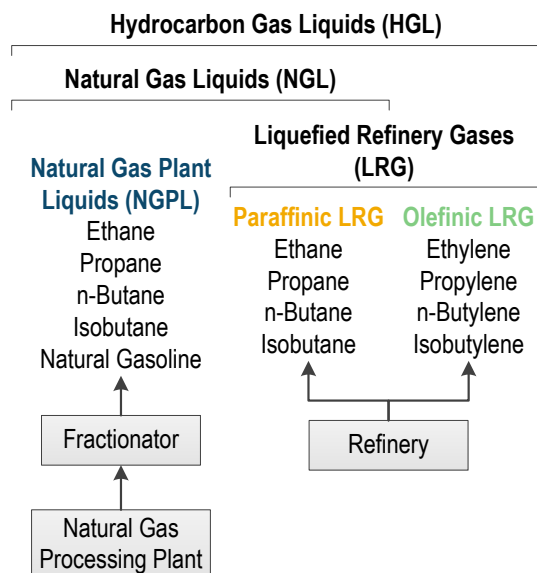 Hydrocarbon Gas Liquids (HGL)
Natural Gas Liquids (NGL)
Liquefied Refinery Gases
(LRG)
Natural Gas Plant
Liquids (NGPL)
Ethane
Propane
n-Butane
Isobutane
Natural Gasoline
Paraffinic LRG
Ethane
Propane
n-Butane
Isobutane
Olefinic LRG
Ethylene
Propylene
n-Butylene
Isobutylene
Fractionator
Refinery
Natural Gas
Processing Plant